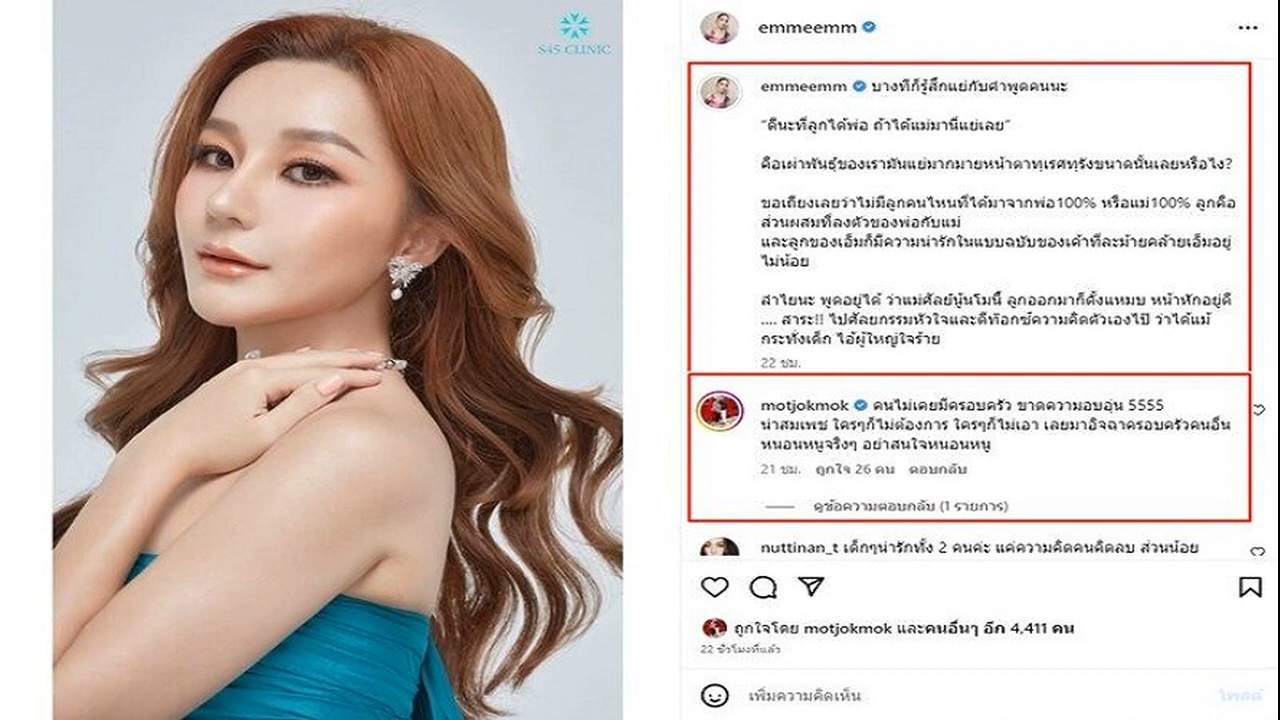 S45 CLINIC
emmeemm
emmeemm บางทีก็รู้สึกแย่กับคำพูดคนนะ
“ดีนะที่ลูกได้พ่อ ถ้าได้แม่มานี่แย่เลย”
คือเผ่าพันธุ์ของเรามันแย่มากมายหน้าตาทุเรศทุรังขนาดนั้นเลยหรือไง?
ขอเถียงเลยว่าไม่มีลูกคนไหนที่ได้มาจากพ่อ100% หรือแม่100% ลูกคือ
ส่วนผสมที่ลงตัวของพ่อกับแม่
และลูกของเอ็มก็มีความน่ารักในแบบฉบับของเค้าที่ละม้ายคล้ายเอ็มอยู่
ไม่น้อย
สาไยนะ พูดอยู่ได้ ว่าแม่ศัลย์นู้นโมนี้ ลูกออกมาก็ดั้งแหมบ หน้าหักอยู่ดี
.... สาระ!! ไปศัลยกรรมหัวใจและดีท๊อกซ์ความคิดตัวเองไป๊ ว่าได้แม้
กระทั่งเด็ก ไอ้ผู้ใหญ่ใจร้าย
22 ชม.
motjokmok คนไม่เคยมีครอบครัว ขาดความอบอุ่น 5555
น่าสมเพช ใครๆก็ไม่ต้องการ ใครๆก็ไม่เอา เลยมาอิจฉาครอบครัวคนอื่น
หนอนหนูจริงๆ อย่าสนใจหนอนหนู
21 ชม. ถูกใจ 26 คน ตอบกลับ
ดูข้อความตอบกลับ (1 รายการ)
nuttinan_t เด็กๆน่ารักทั้ง 2 คนค่ะ แค่ความคิดคนคิดลบ ส่วนน้อย
ถูกใจโดย motjokmok และคนอื่นๆ อีก 4,411 คน
22 ชั่วโมงที่แล้ว
เพิ่มความคิดเห็น
โพสต์